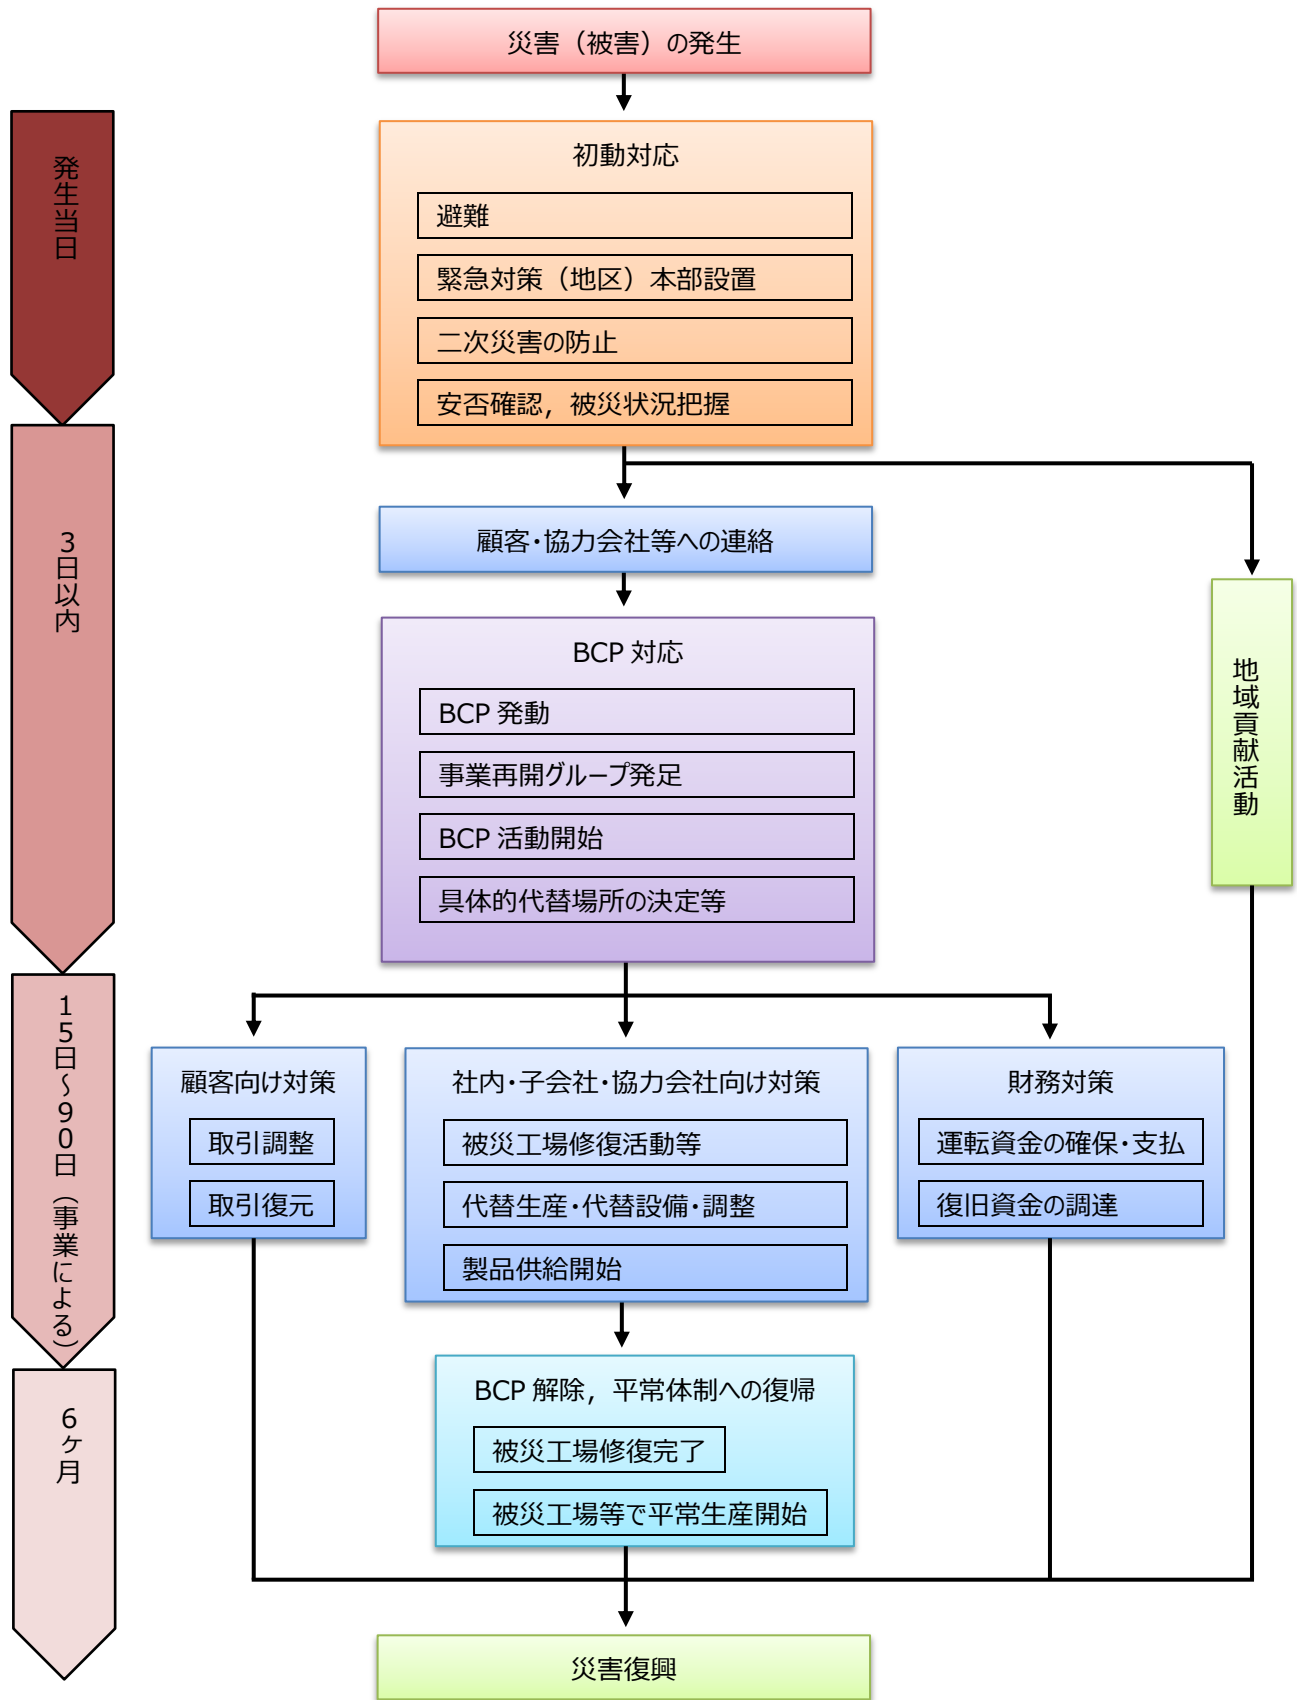 災害（被害）の発生
発生当日
初動対応
避難
緊急対策（地区）本部設置
二次災害の防止
安否確認，被災状況把握
3日以内
顧客・協力会社等への連絡
BCP 対応
BCP 発動
事業再開グループ発足
BCP 活動開始
具体的代替場所の決定等
地域貢献活動
15日～90日（事業による）
顧客向け対策
取引調整
取引復元
社内・子会社・協力会社向け対策
被災工場修復活動等
代替生産・代替設備・調整
製品供給開始
財務対策
運転資金の確保・支払
復旧資金の調達
6ヶ月
BCP 解除，平常体制への復帰
被災工場修復完了
被災工場等で平常生産開始
災害復興